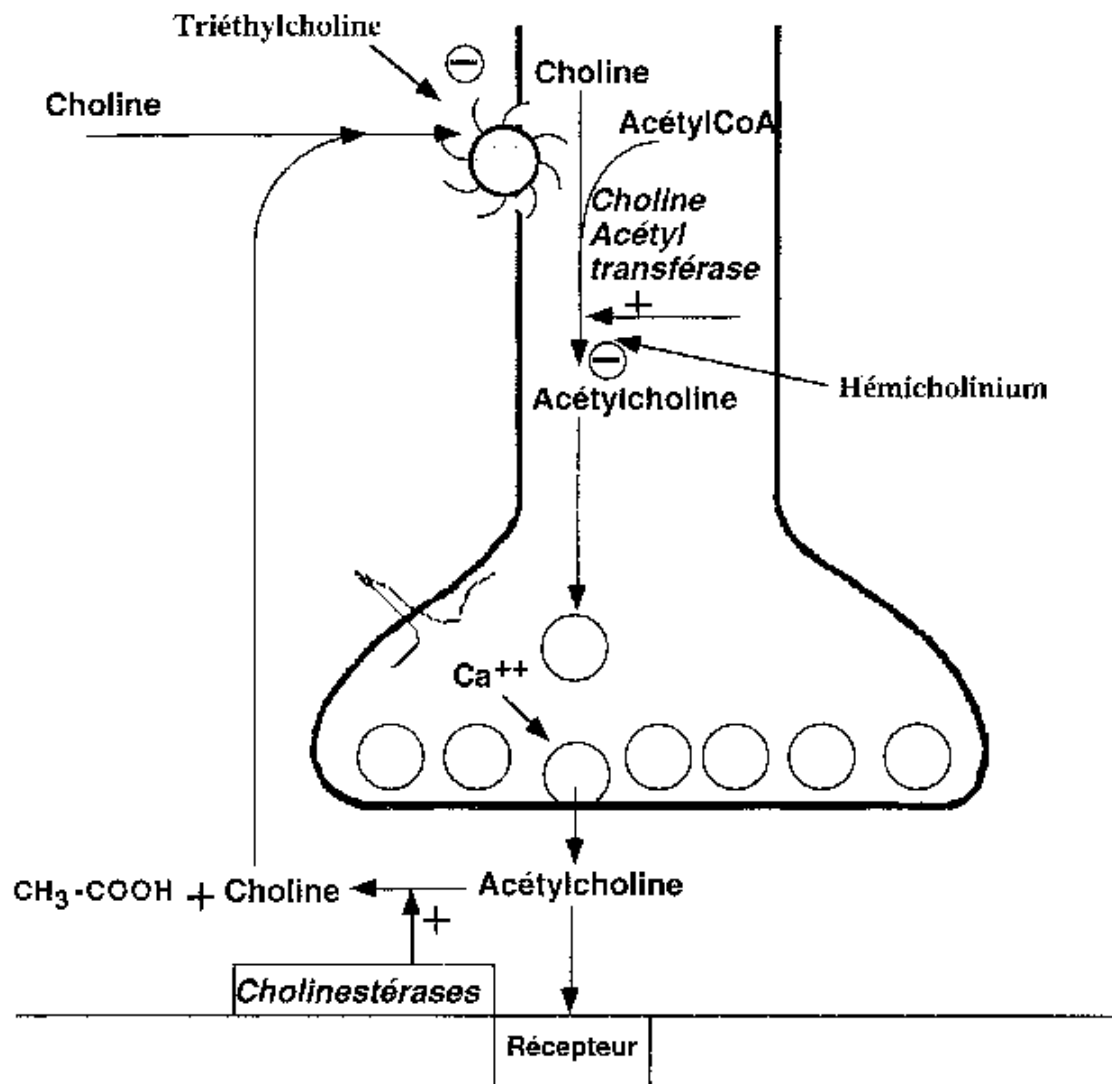 Triéthylcholine
−
Choline
Choline
AcétylCoA
Choline
Acétyl
transférase
+
−
Hémicholinium
Acétylcholine
Ca++
CH3-COOH + Choline
Acétylcholine
+
Cholinestérases
Récepteur